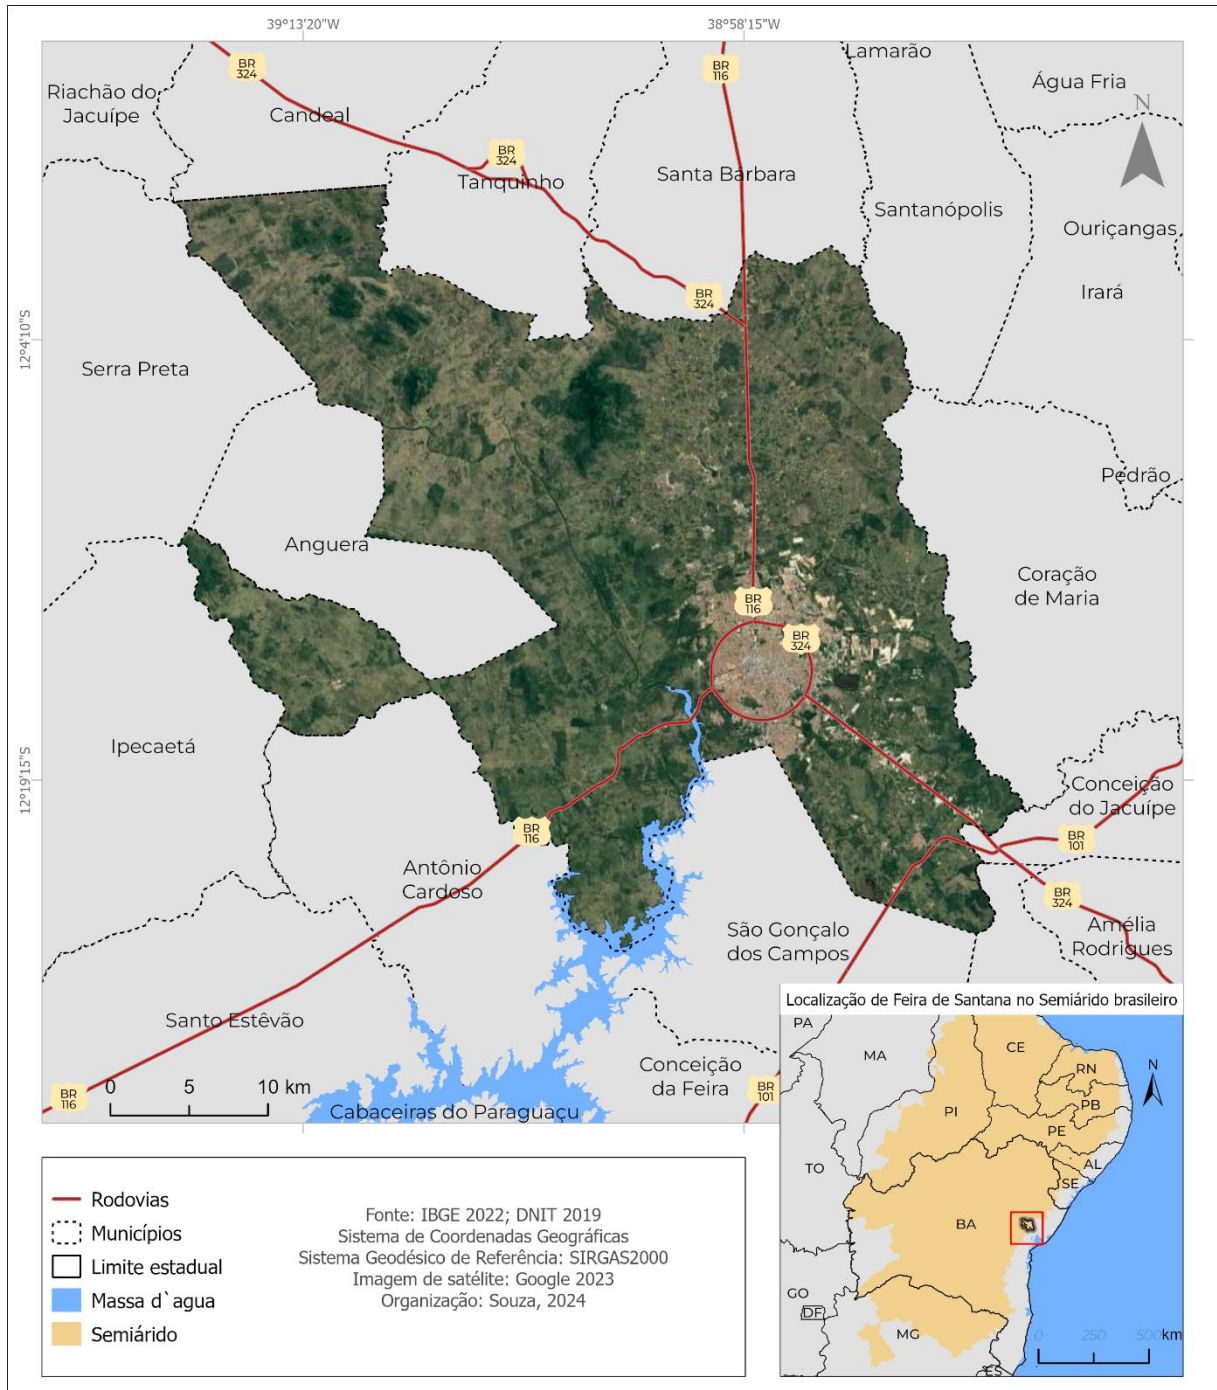 39°13'20"W
38°58'15"W
BR
324
BR
116
Lamarão
Água Fria
Riachão do
Jacuípe
Candeal
N
BR
324
Tanquinho
Santa Bárbara
Santanópolis
Ouriçangas
Irará
BR
324
12°4'10"S
Serra Preta
Pedrão
Anguera
Coração
de Maria
BR
116
BR
324
Ipecaetá
12°19'15"S
Conceição
do Jacuípe
BR
116
BR
101
Antônio
Cardoso
BR
324
São Gonçalo
dos Campos
Amélia
Rodrigues
Santo Estêvão
Conceição
da Feira
BR
116
0 5 10 km
BR
101
Cabaceiras do Paraguaçu
Localização de Feira de Santana no Semiárido brasileiro
PA
MA
CE
N
RN
PB
PI
PE
TO
AL
SE
BA
GO
DF
MG
0 250 500 km
ES
Rodovias
Municípios
Limite estadual
Massa d`agua
Semiárido
Fonte: IBGE 2022; DNIT 2019
Sistema de Coordenadas Geográficas
Sistema Geodésico de Referência: SIRGAS2000
Imagem de satélite: Google 2023
Organização: Souza, 2024